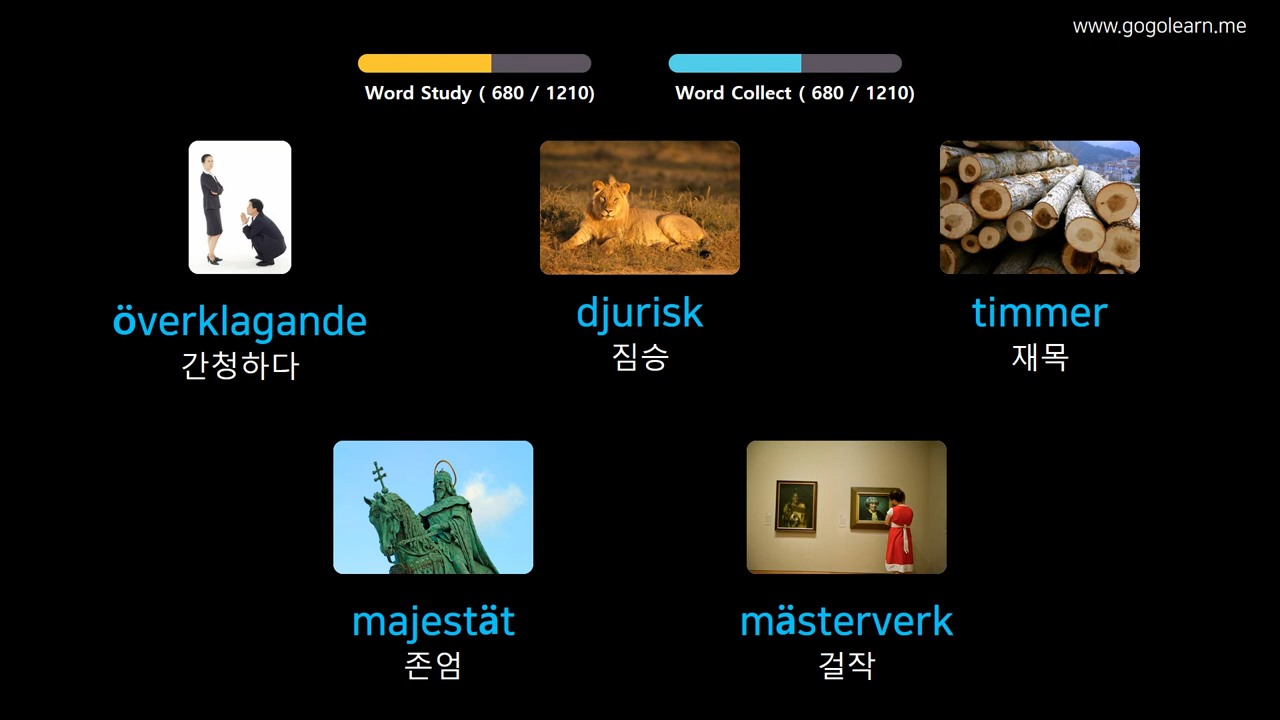 www.gogolearn.me
Word Study ( 680 / 1210)
Word Collect ( 680 / 1210)
överklagande
간청하다
djurisk
짐승
timmer
재목
majestät
존엄
mästerverk
걸작